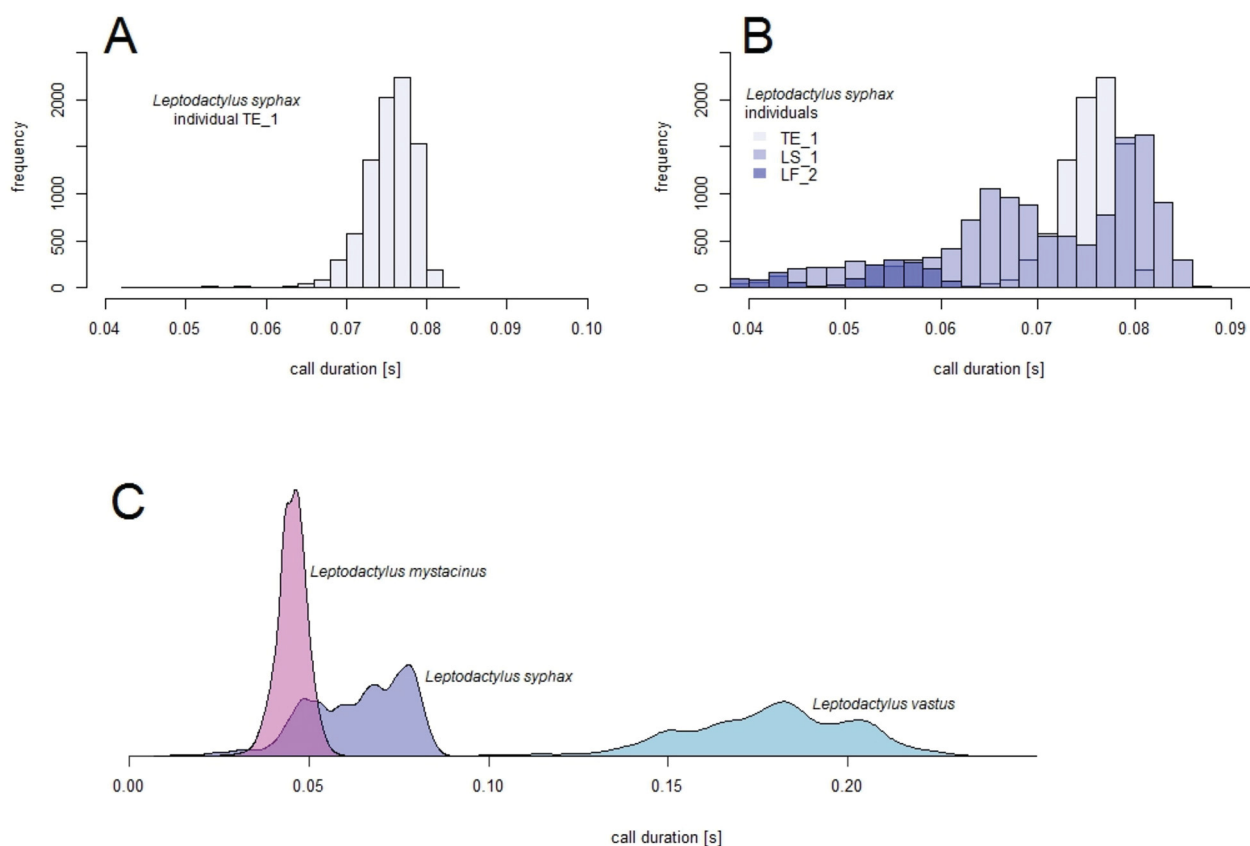 A
Leptodactylus syphax
individual TE_1
frequency
0
500
1000
2000
0.04 0.05 0.06 0.07 0.08 0.09 0.10
call duration [s]
B
Leptodactylus syphax
individuals
TE_1
LS_1
LF_2
frequency
0
500
1000
2000
0.04 0.05 0.06 0.07 0.08 0.09
call duration [s]
C
Leptodactylus mystacinus
Leptodactylus syphax
Leptodactylus vastus
0.00 0.05 0.10 0.15 0.20
call duration [s]